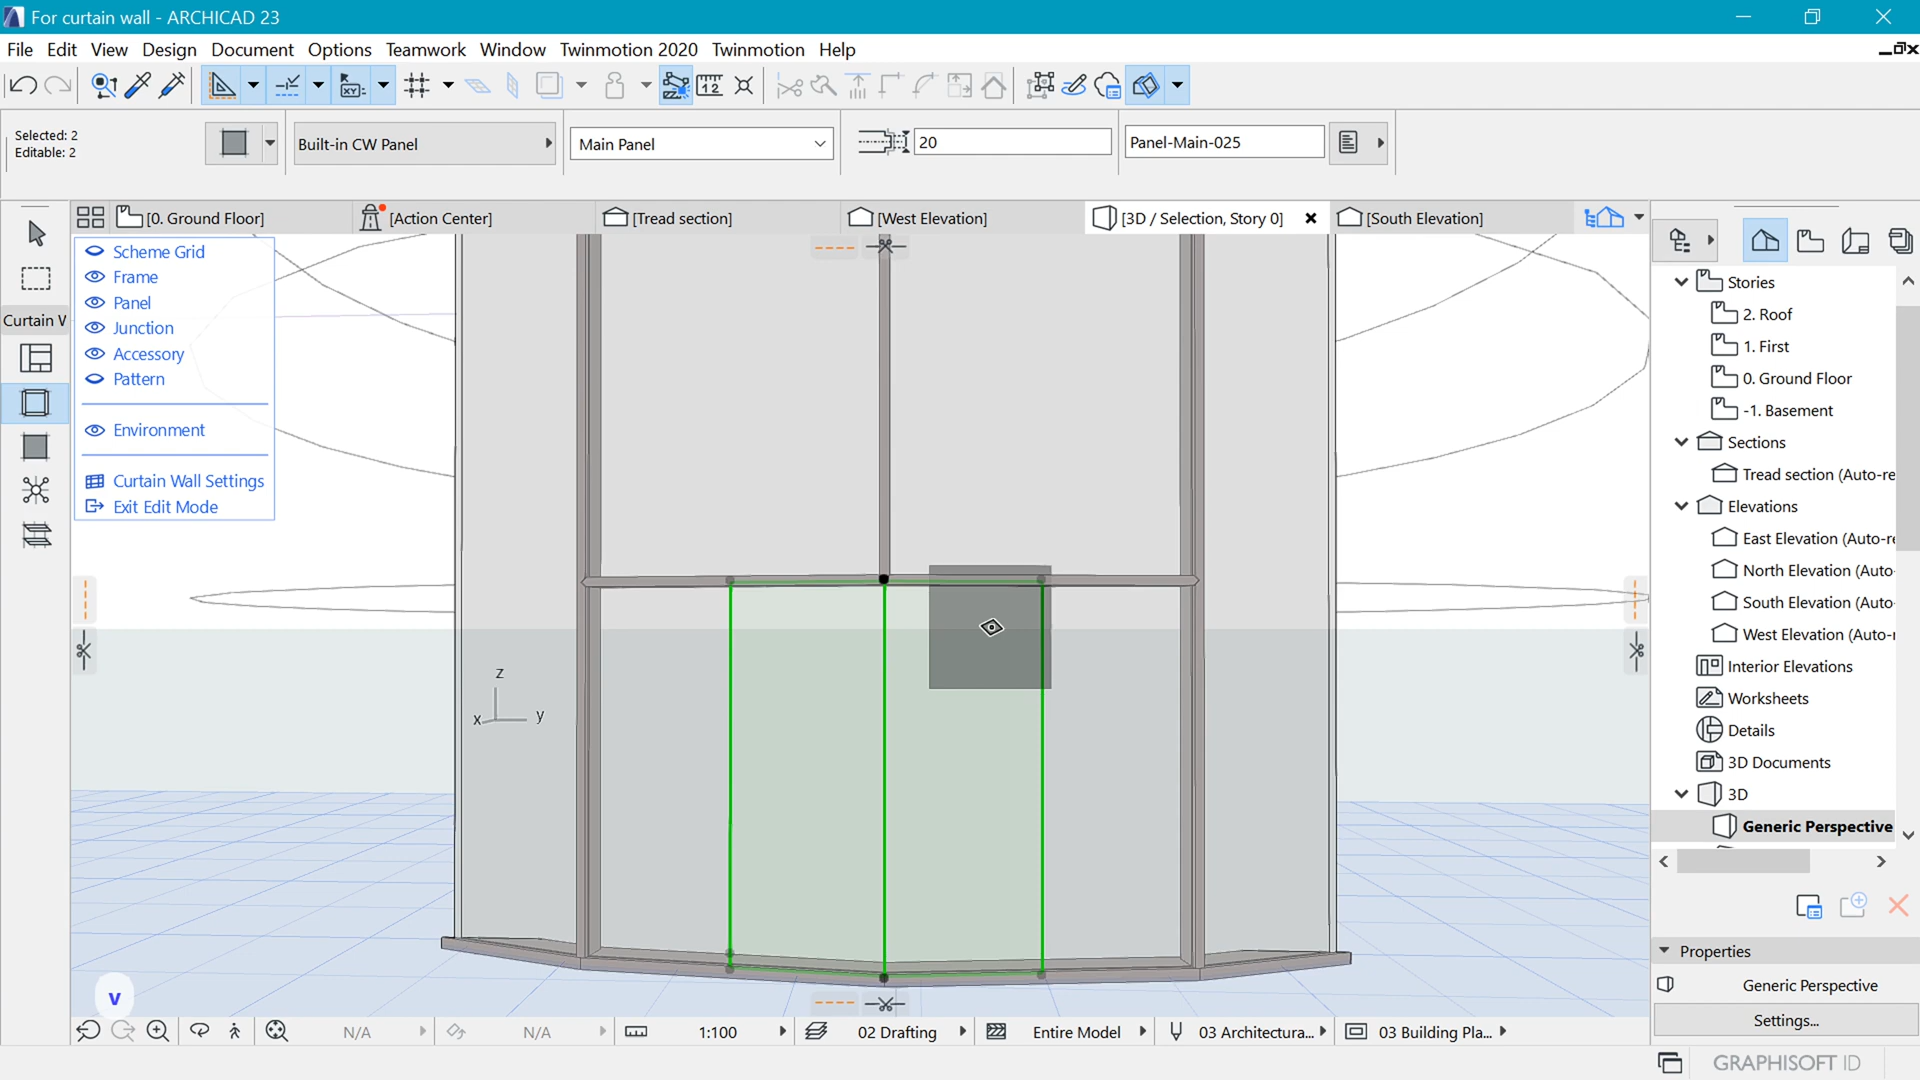 For curtain wall - ARCHICAD 23
File Edit View Design Document Options Teamwork Window Twinmotion 2020 Twinmotion Help
Selected: 2
Editable: 2
Built-in CW Panel
Main Panel
20
Panel-Main-025
[0. Ground Floor]
[Action Center]
[Tread section]
[West Elevation]
[3D / Selection, Story 0]
[South Elevation]
Curtain W
Scheme Grid
Frame
Panel
Junction
Accessory
Pattern
Environment
Curtain Wall Settings
Exit Edit Mode
z
x
y
v
Stories
2. Roof
1. First
0. Ground Floor
-1. Basement
Sections
Tread section (Auto-re
Elevations
East Elevation (Auto-re
North Elevation (Auto
South Elevation (Auto
West Elevation (Auto-r
Interior Elevations
Worksheets
Details
3D Documents
3D
Generic Perspective
Properties
Generic Perspective
Settings...
N/A
N/A
1:100
02 Drafting
Entire Model
03 Architectura...
03 Building Pla...
GRAPHISOFT ID